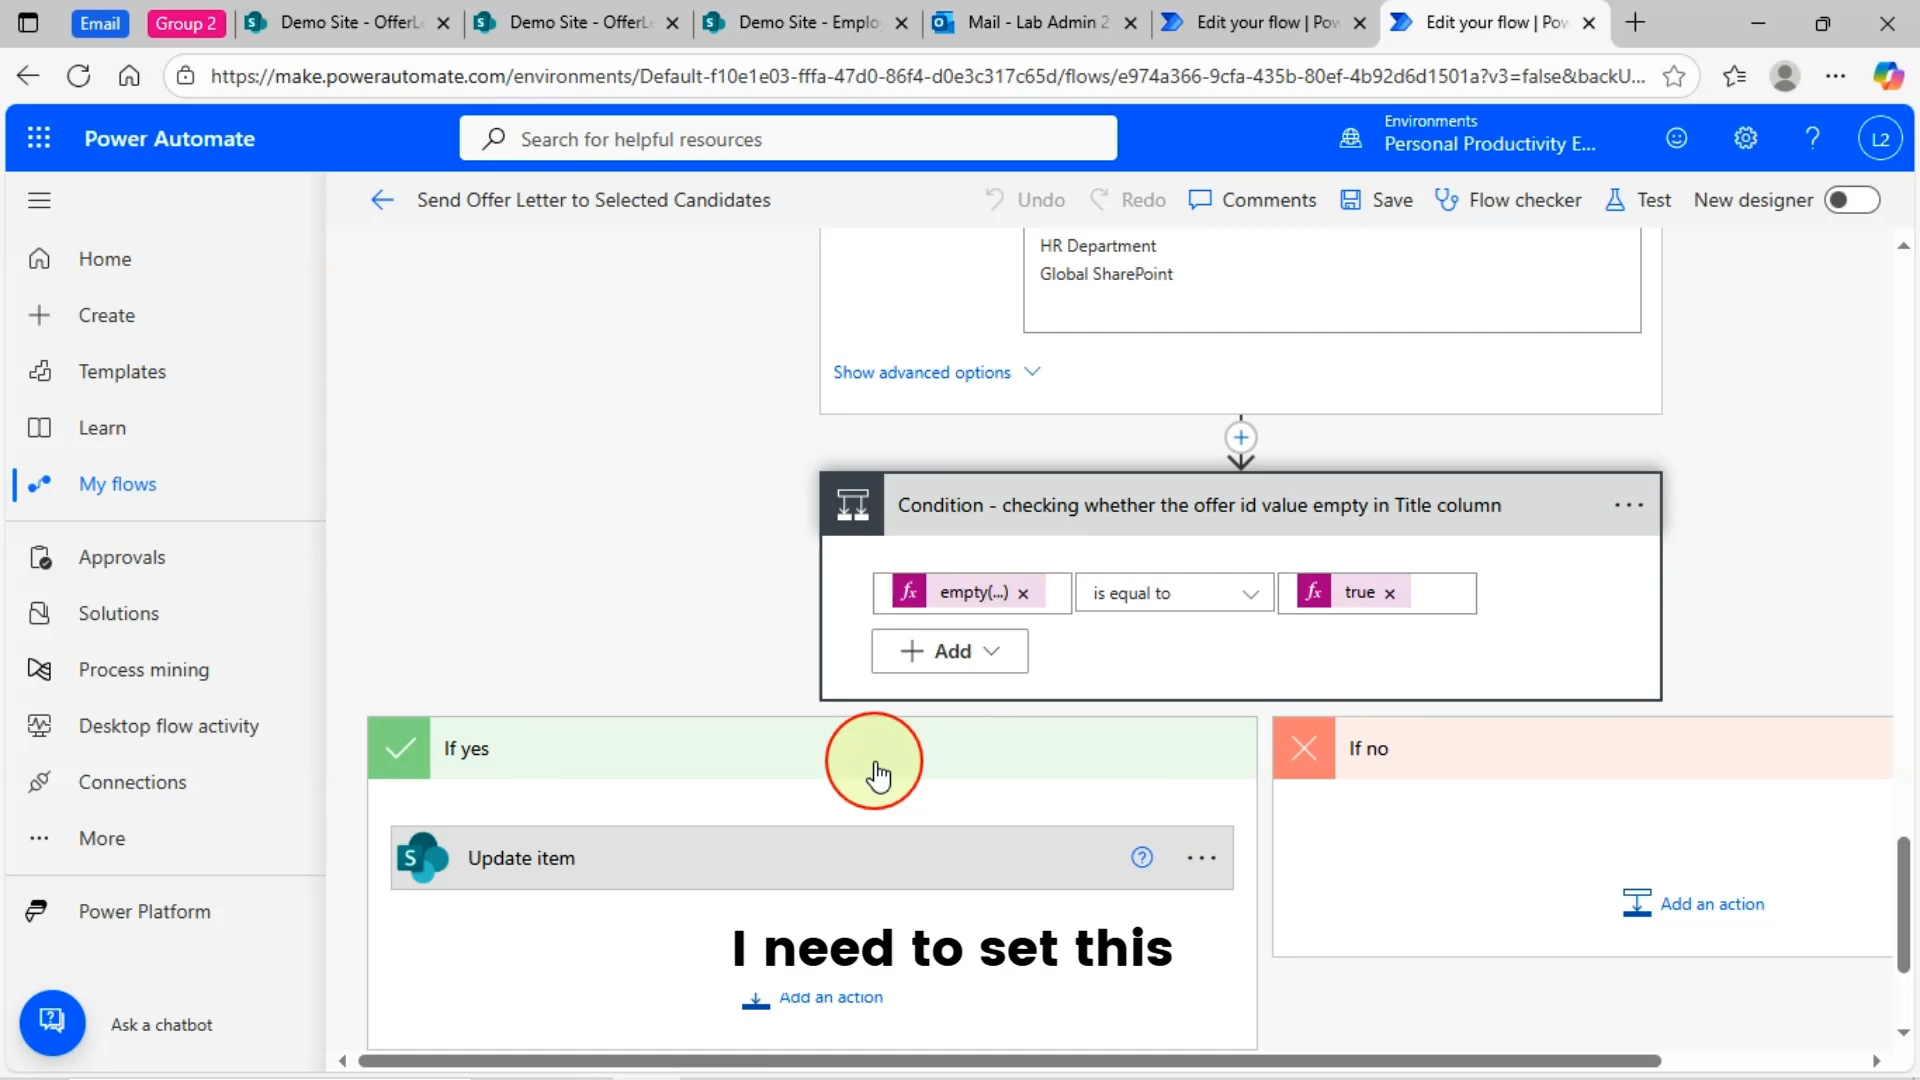 Email
Group 2
Demo Site - OfferLe
Demo Site - OfferLe
Demo Site - Emplo
Mail - Lab Admin 2
Edit your flow | Pow
Edit your flow | Pow
https://make.powerautomate.com/environments/Default-f10e1e03-fffa-47d0-86f4-d0e3c317c65d/flows/e974a366-9cfa-435b-80ef-4b92d6d1501a?v3=false&backU...
Power Automate
Search for helpful resources
Environments
Personal Productivity E...
L2
Send Offer Letter to Selected Candidates
Undo
Redo
Comments
Save
Flow checker
Test
New designer
Home
Create
Templates
Learn
My flows
Approvals
Solutions
Process mining
Desktop flow activity
Connections
More
Power Platform
Ask a chatbot
HR Department
Global SharePoint
Show advanced options
Condition - checking whether the offer id value empty in Title column
fx empty(...)
is equal to
fx true
Add
If yes
If no
S
Update item
Add an action
I need to set this
Add an action